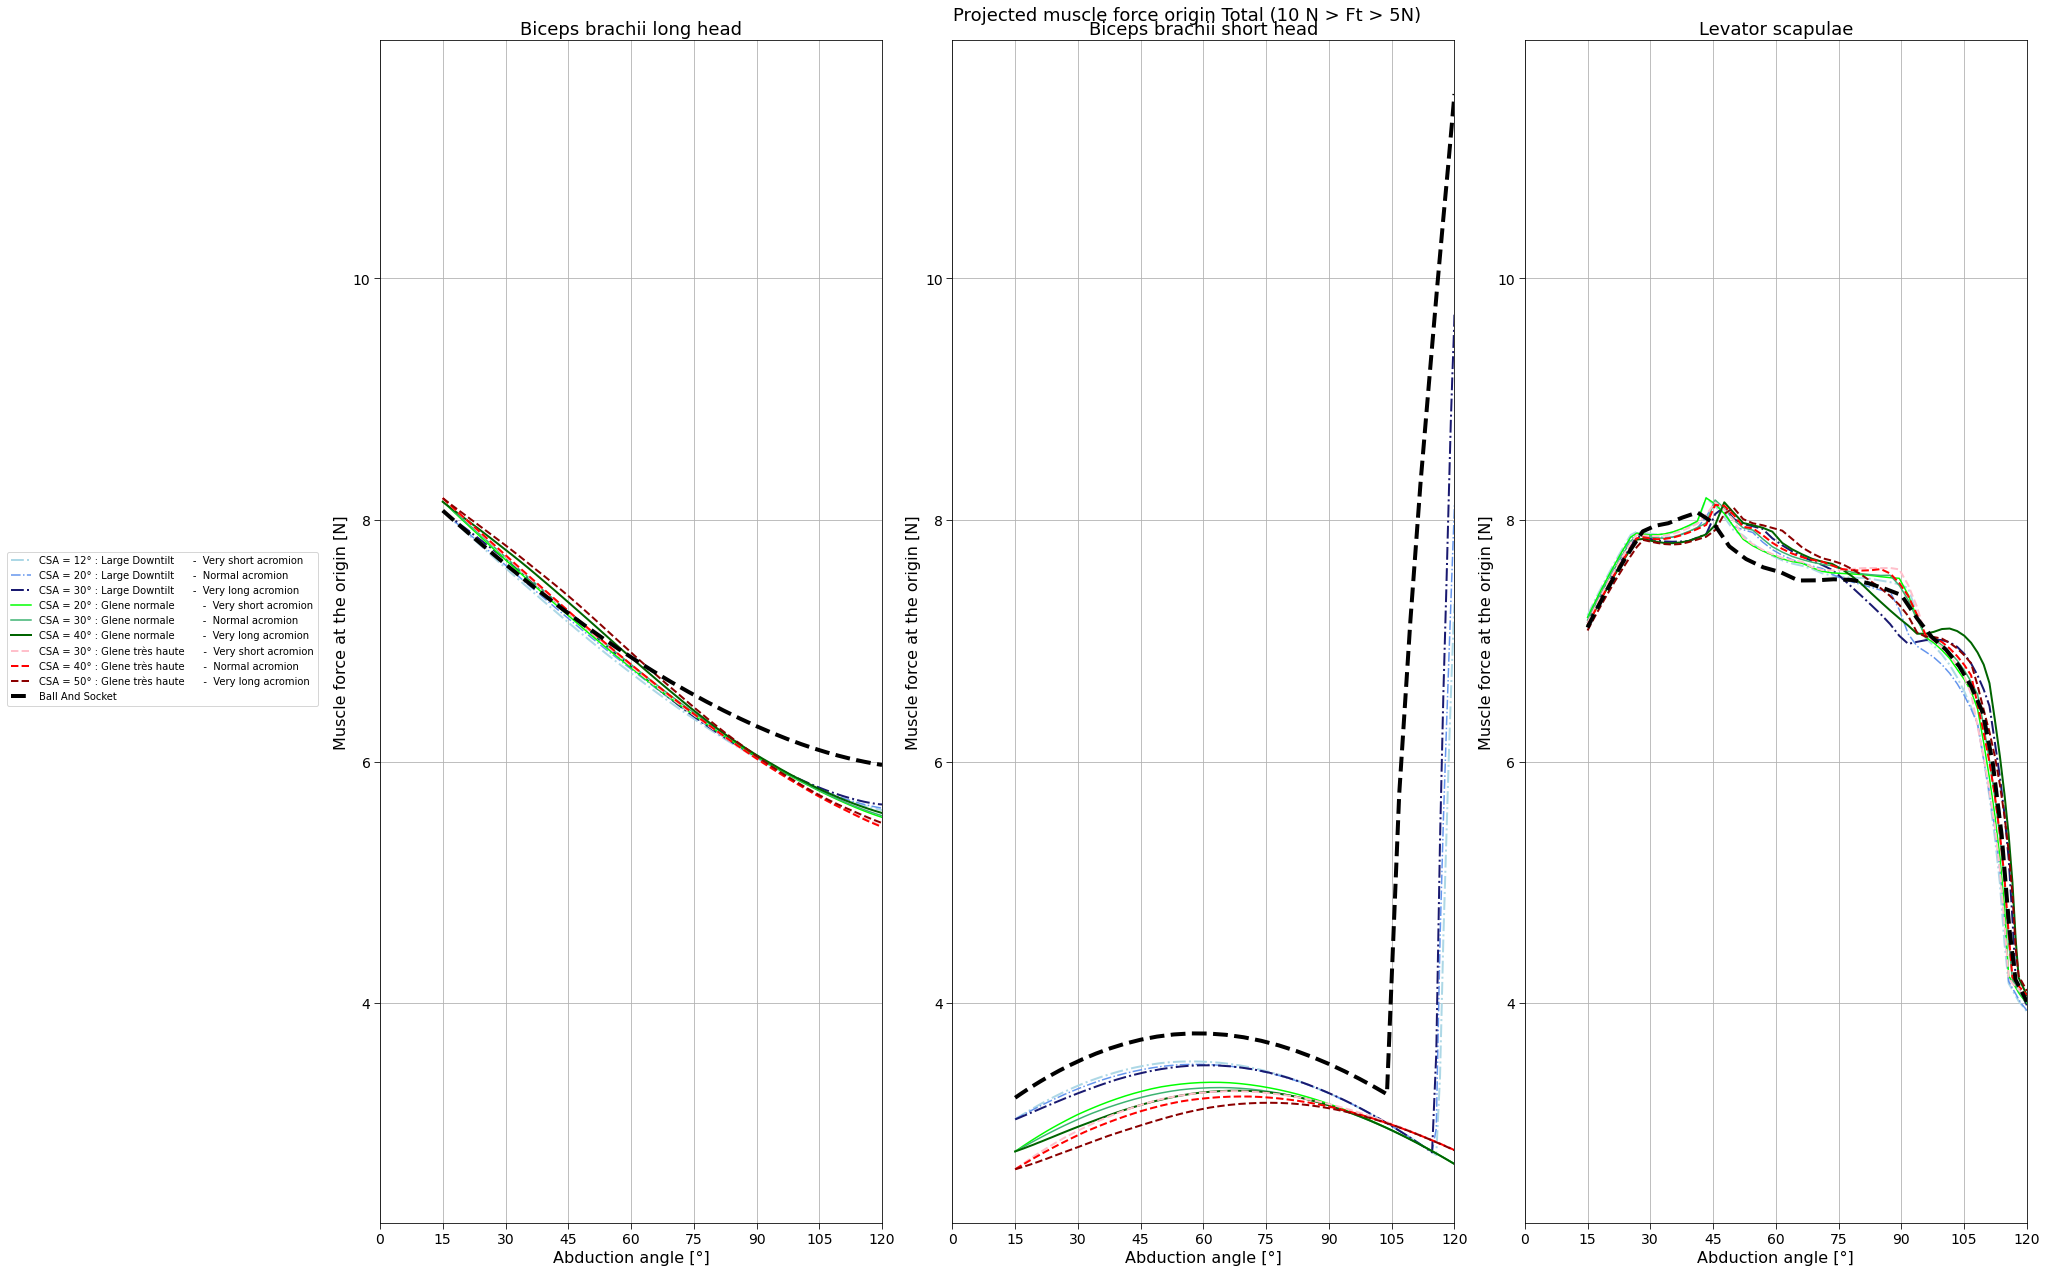 Projected muscle force origin Total (10 N > Ft > 5N)
Biceps brachii long head
Biceps brachii short head
Levator scapulae
CSA = 12° : Large Downtilt - Very short acromion
CSA = 20° : Large Downtilt - Normal acromion
CSA = 30° : Large Downtilt - Very long acromion
CSA = 20° : Glene normale - Very short acromion
CSA = 30° : Glene normale - Normal acromion
CSA = 40° : Glene normale - Very long acromion
CSA = 30° : Glene très haute - Very short acromion
CSA = 40° : Glene très haute - Normal acromion
CSA = 50° : Glene très haute - Very long acromion
Ball And Socket
Muscle force at the origin [N]
10
8
6
4
0 15 30 45 60 75 90 105 120
Abduction angle [°]
Muscle force at the origin [N]
10
8
6
4
0 15 30 45 60 75 90 105 120
Abduction angle [°]
Muscle force at the origin [N]
10
8
6
4
0 15 30 45 60 75 90 105 120
Abduction angle [°]